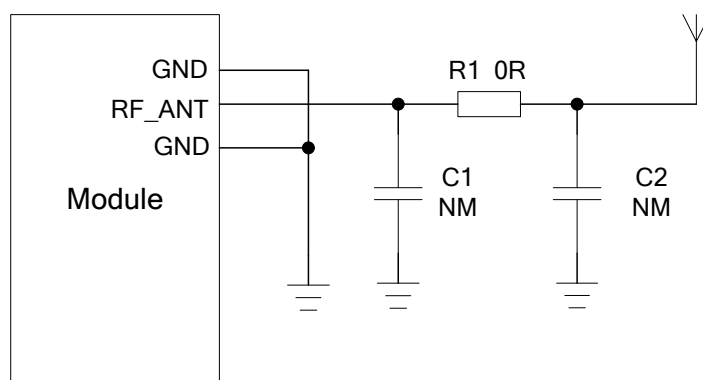 GND
RF_ANT
GND
Module
R1 0R
C1
NM
C2
NM